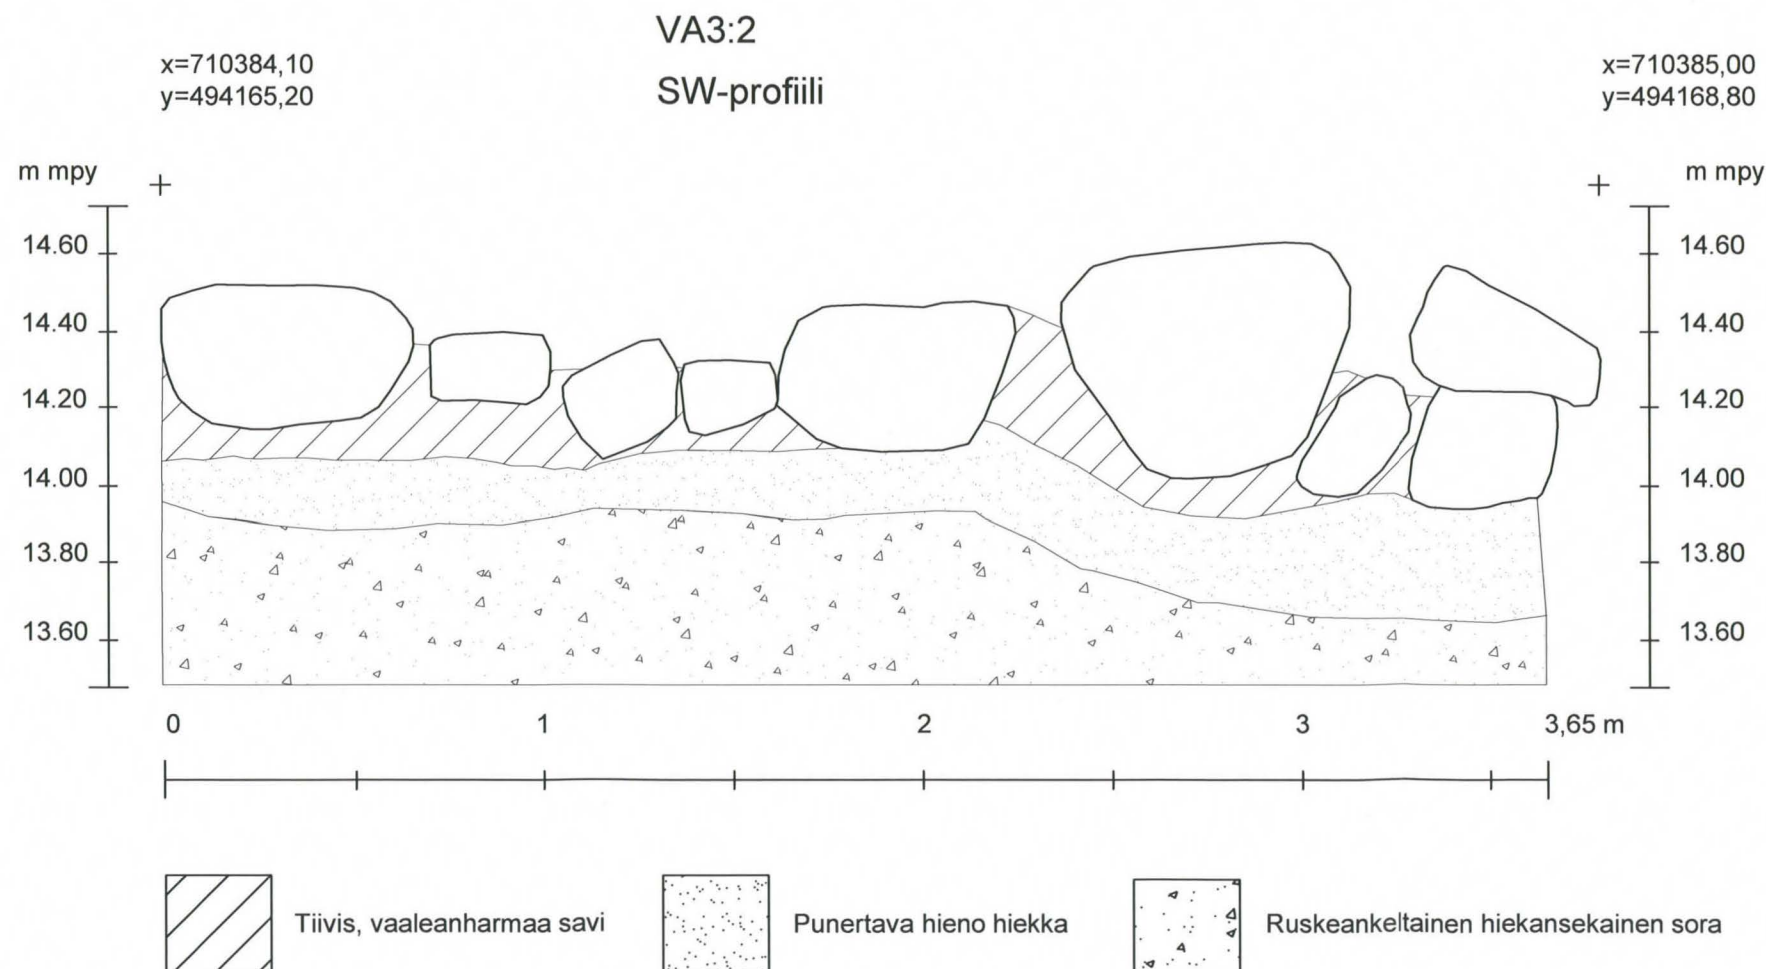 VA3:2
SW-profiili
x=710384,10
y=494165,20
x=710385,00
y=494168,80
m mpy
m mpy
14.60
14.40
14.20
14.00
13.80
13.60
14.60
14.40
14.20
14.00
13.80
13.60
0 1 2 3 3,65 m
Tiivis, vaaleanharmaa savi
Punertava hieno hiekka
Ruskeankeltainen hiekansekainen sora